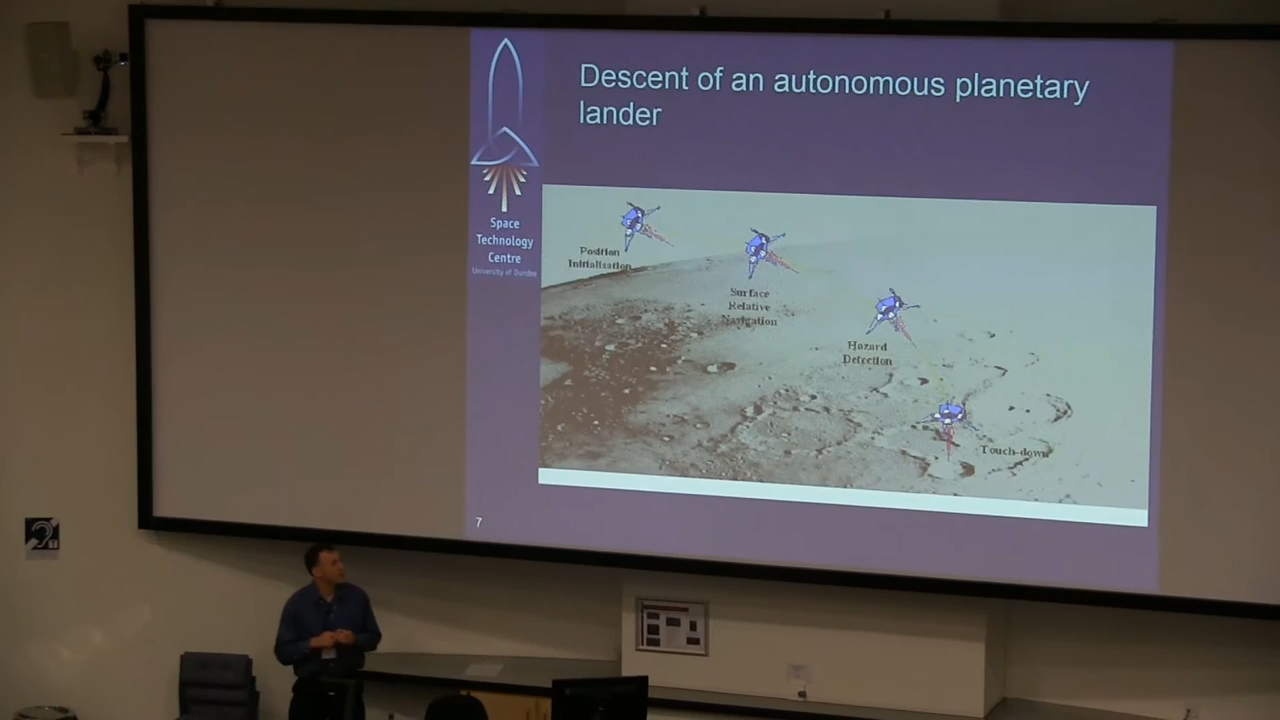 Descent of an autonomous planetary
lander
Space
Technology
Centre
University of Dundee
Position
Initialisation
Surface
Relative
Navigation
Hazard
Detection
Touch-down
7
T